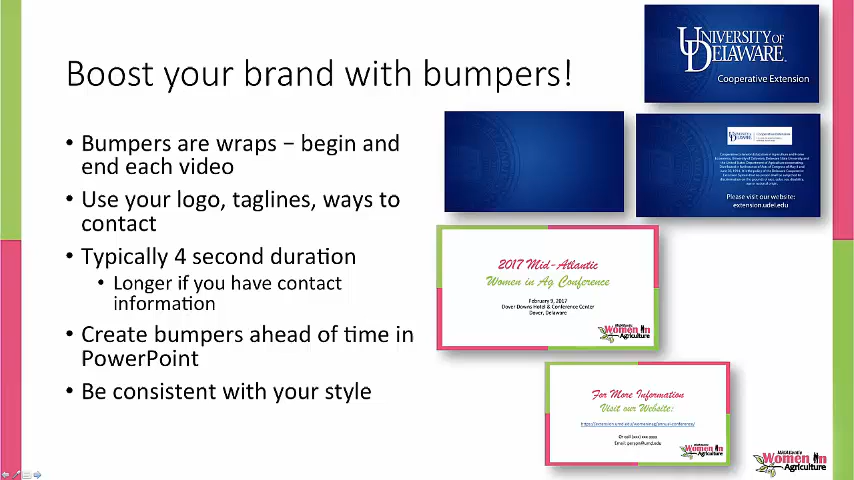 Boost your brand with bumpers!
• Bumpers are wraps – begin and
end each video
• Use your logo, taglines, ways to
contact
• Typically 4 second duration
• Longer if you have contact
information
• Create bumpers ahead of time in
PowerPoint
• Be consistent with your style
UNIVERSITY OF
DELAWARE
Cooperative Extension
Please visit our website:
extension.udel.edu
2017 Mid-Atlantic
Women in Ag Conference
February 9, 2017
Dover Downs Hotel & Conference Center
Dover, Delaware
Women In
Agriculture
For More Information
Visit our Website:
Women In
Agriculture
Women In
Agriculture